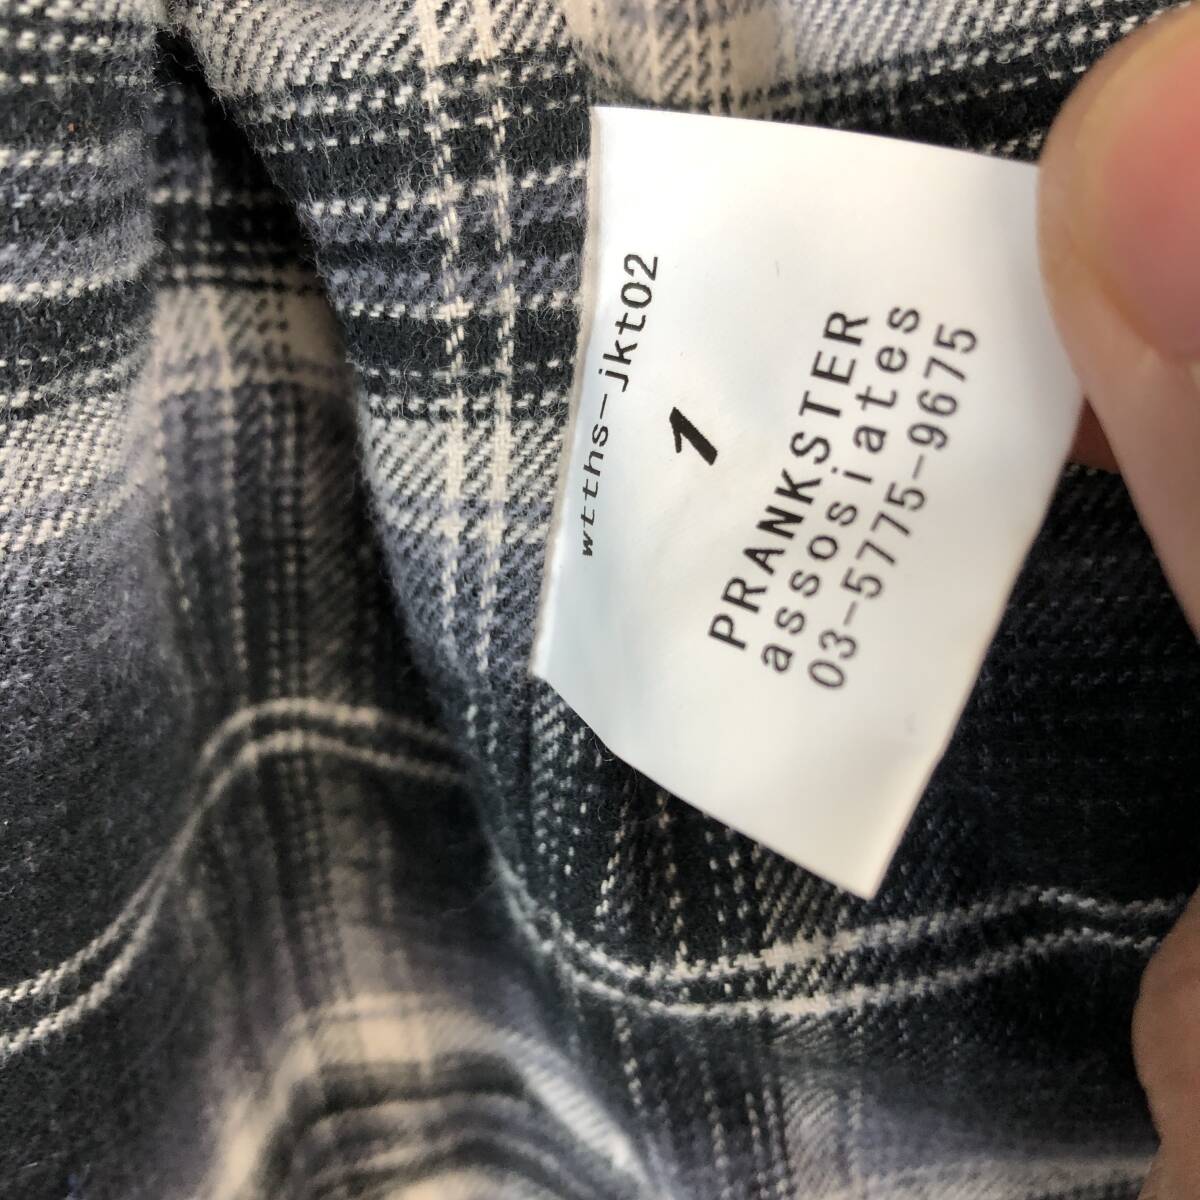 wtths-jkt02
1
PRANKSTER
assosiates
03-5775-9675